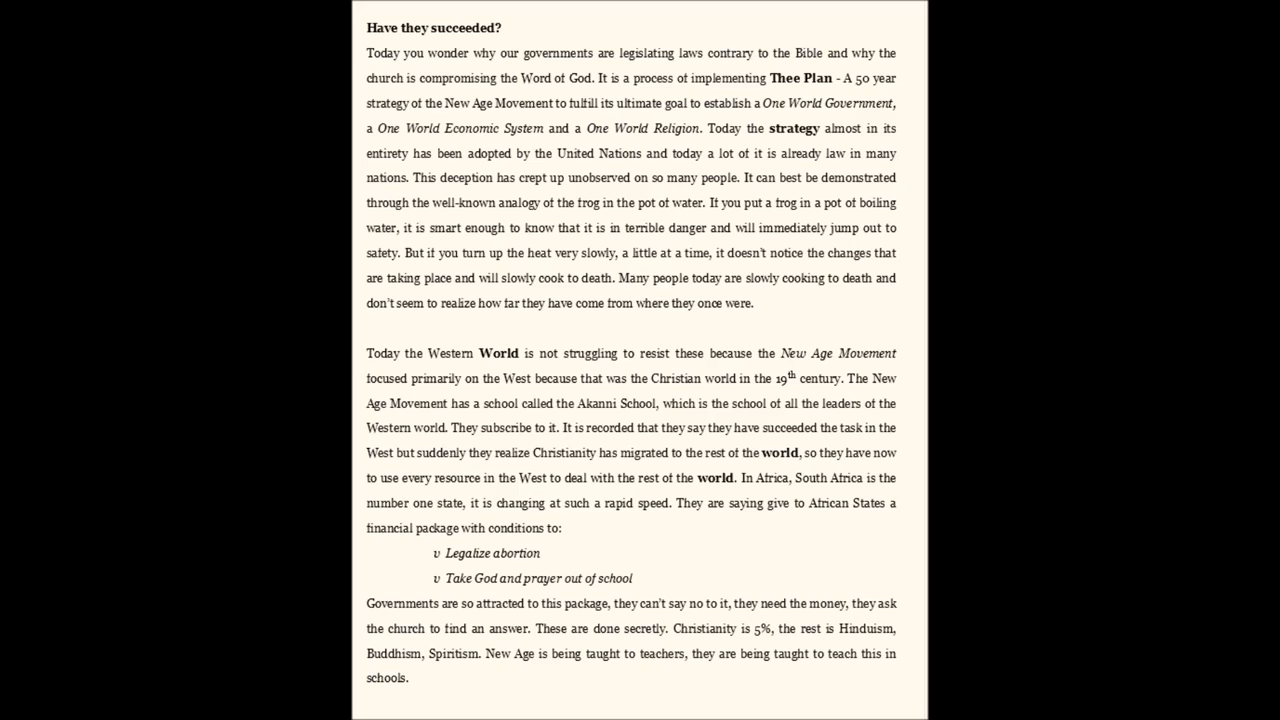 Have they succeeded?
Today you wonder why our governments are legislating laws contrary to the Bible and why the
church is compromising the Word of God. It is a process of implementing Thee Plan - A 50 year
strategy of the New Age Movement to fulfill its ultimate goal to establish a One World Government,
a One World Economic System and a One World Religion. Today the strategy almost in its
entirety has been adopted by the United Nations and today a lot of it is already law in many
nations. This deception has crept up unobserved on so many people. It can best be demonstrated
through the well-known analogy of the frog in the pot of water. If you put a frog in a pot of boiling
water, it is smart enough to know that it is in terrible danger and will immediately jump out to
safety. But if you turn up the heat very slowly, a little at a time, it doesn't notice the changes that
are taking place and will slowly cook to death. Many people today are slowly cooking to death and
don't seem to realize how far they have come from where they once were.
Today the Western World is not struggling to resist these because the New Age Movement
focused primarily on the West because that was the Christian world in the 19th century. The New
Age Movement has a school called the Akanni School, which is the school of all the leaders of the
Western world. They subscribe to it. It is recorded that they say they have succeeded the task in the
West but suddenly they realize Christianity has migrated to the rest of the world, so they have now
to use every resource in the West to deal with the rest of the world. In Africa, South Africa is the
number one state, it is changing at such a rapid speed. They are saying give to African States a
financial package with conditions to:
v Legalize abortion
v Take God and prayer out of school
Governments are so attracted to this package, they can't say no to it, they need the money, they ask
the church to find an answer. These are done secretly. Christianity is 5%, the rest is Hinduism,
Buddhism, Spiritism. New Age is being taught to teachers, they are being taught to teach this in
schools.